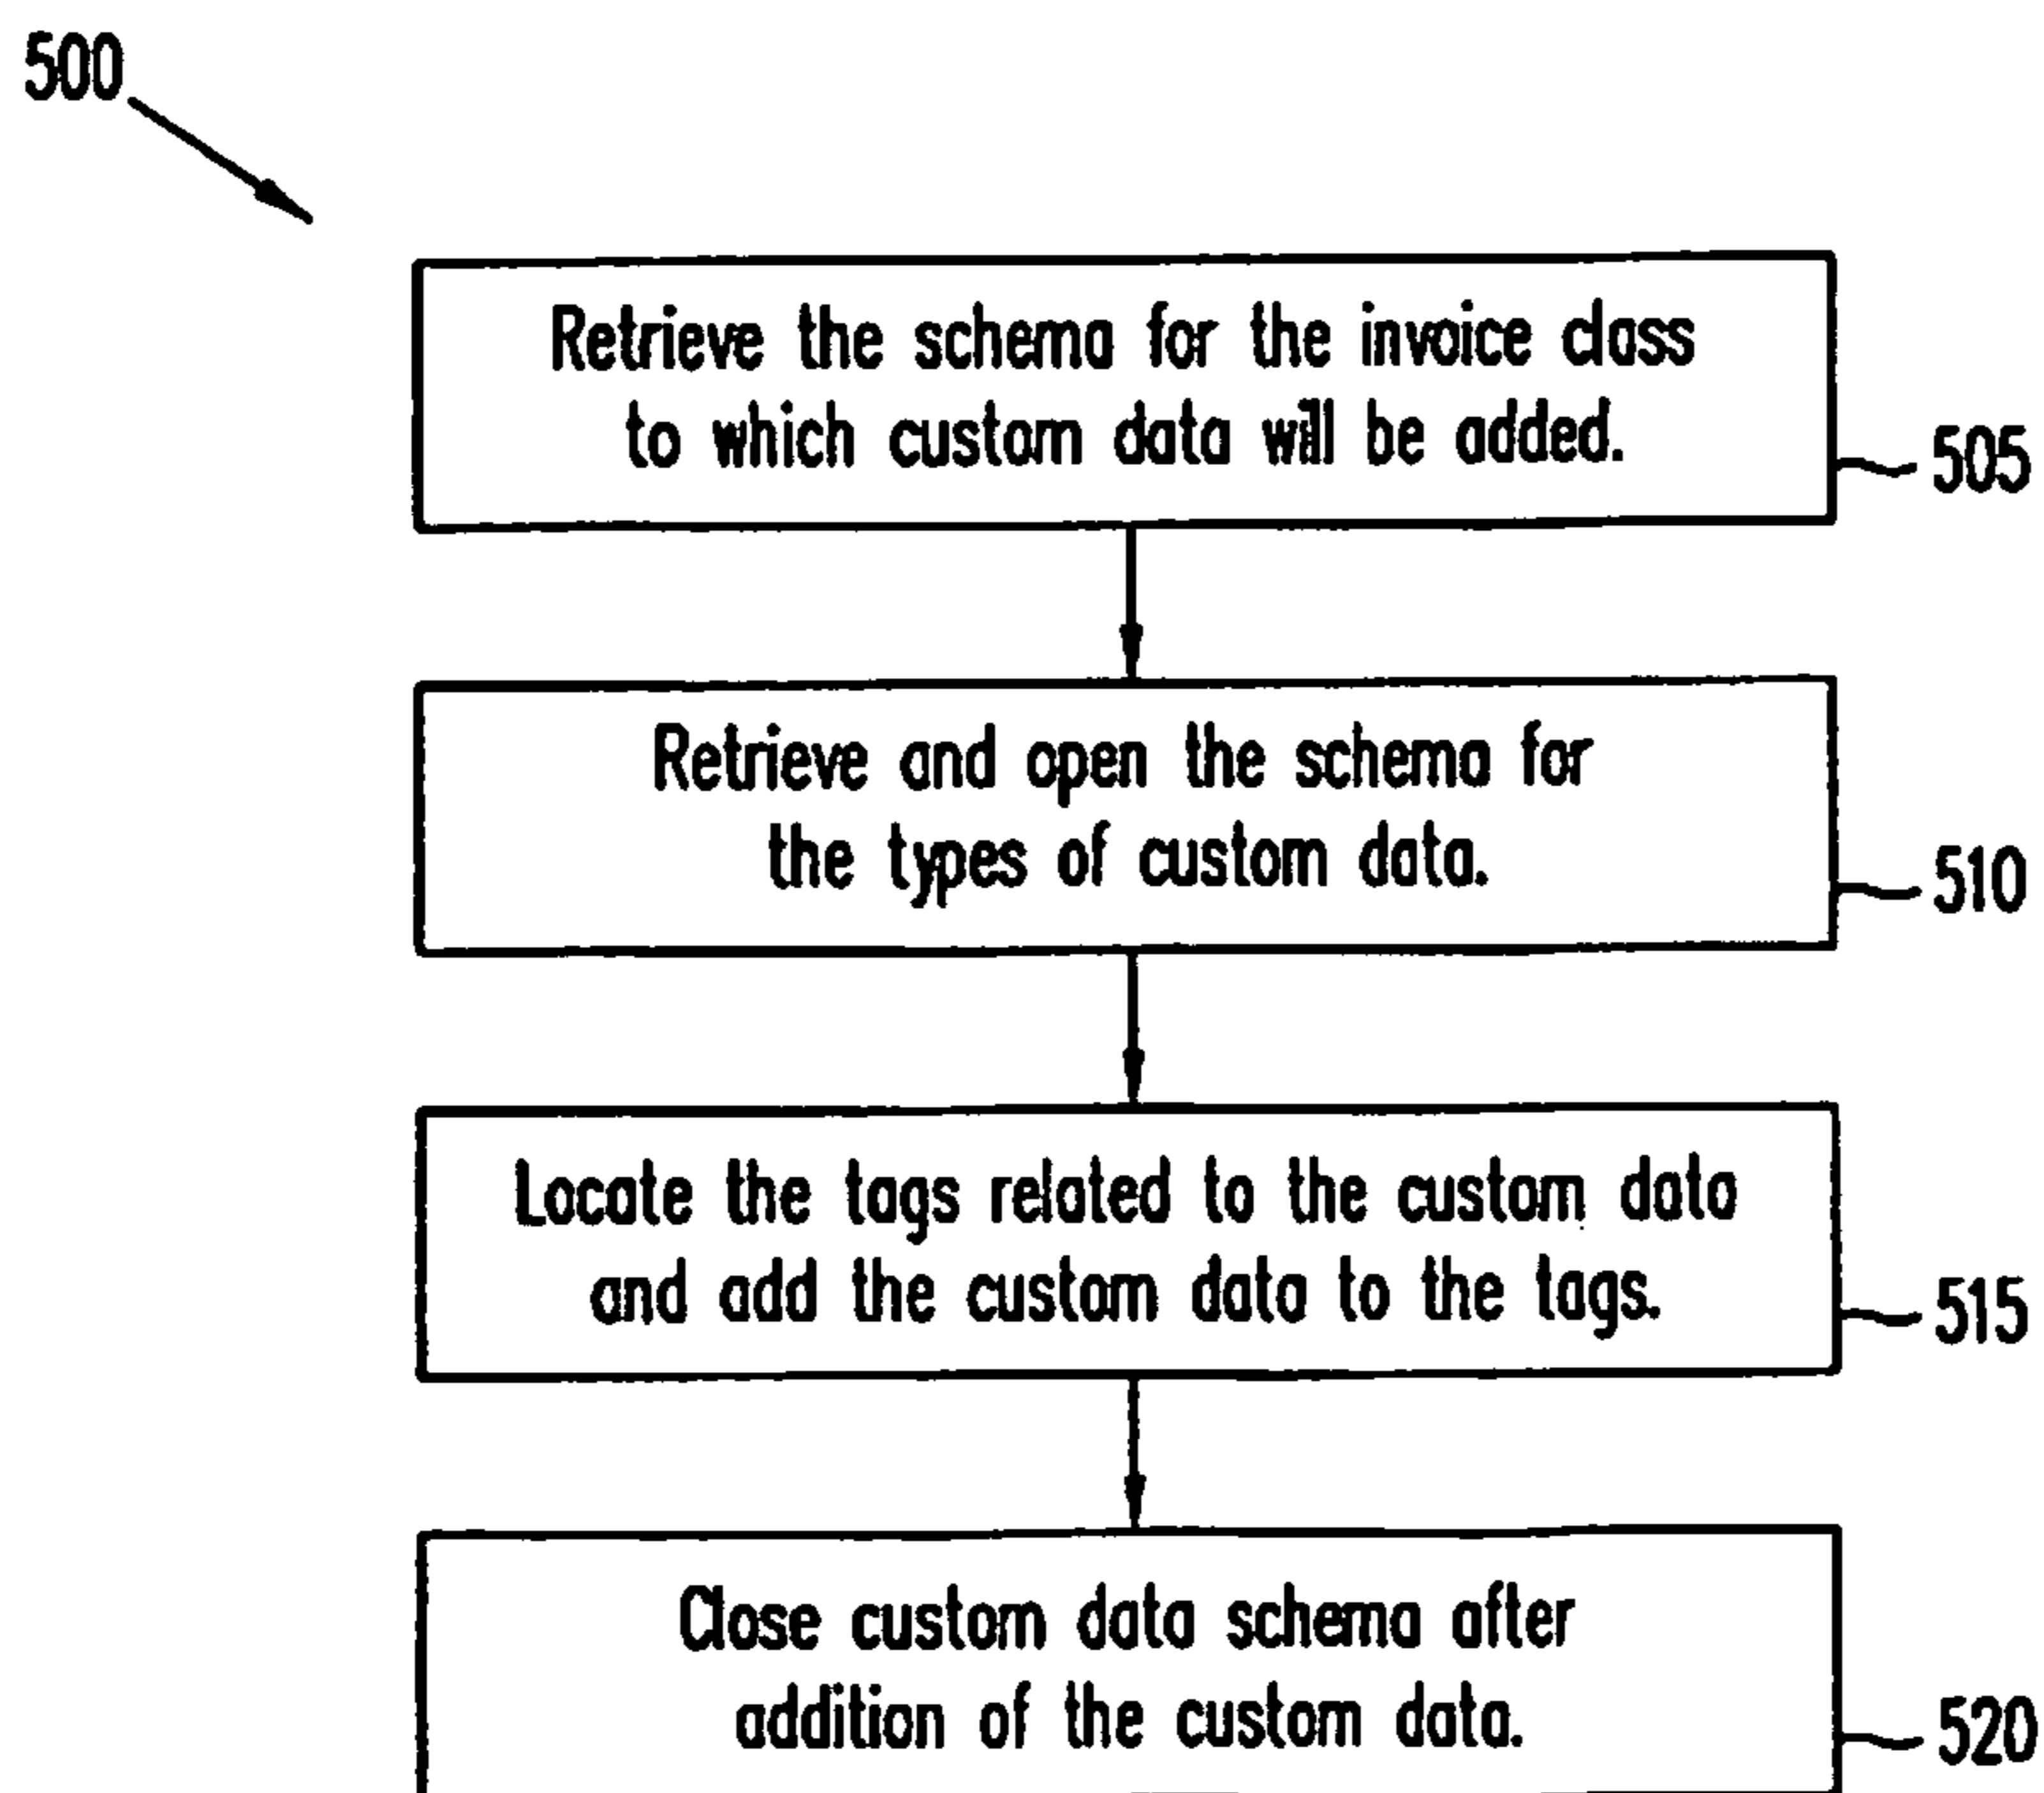 500
Retrieve the schema for the invoice class
to which custom data will be added.
505
Retrieve and open the schema for
the types of custom data.
510
Locate the tags related to the custom data
and add the custom data to the tags.
515
Close custom data schema after
addition of the custom data.
520